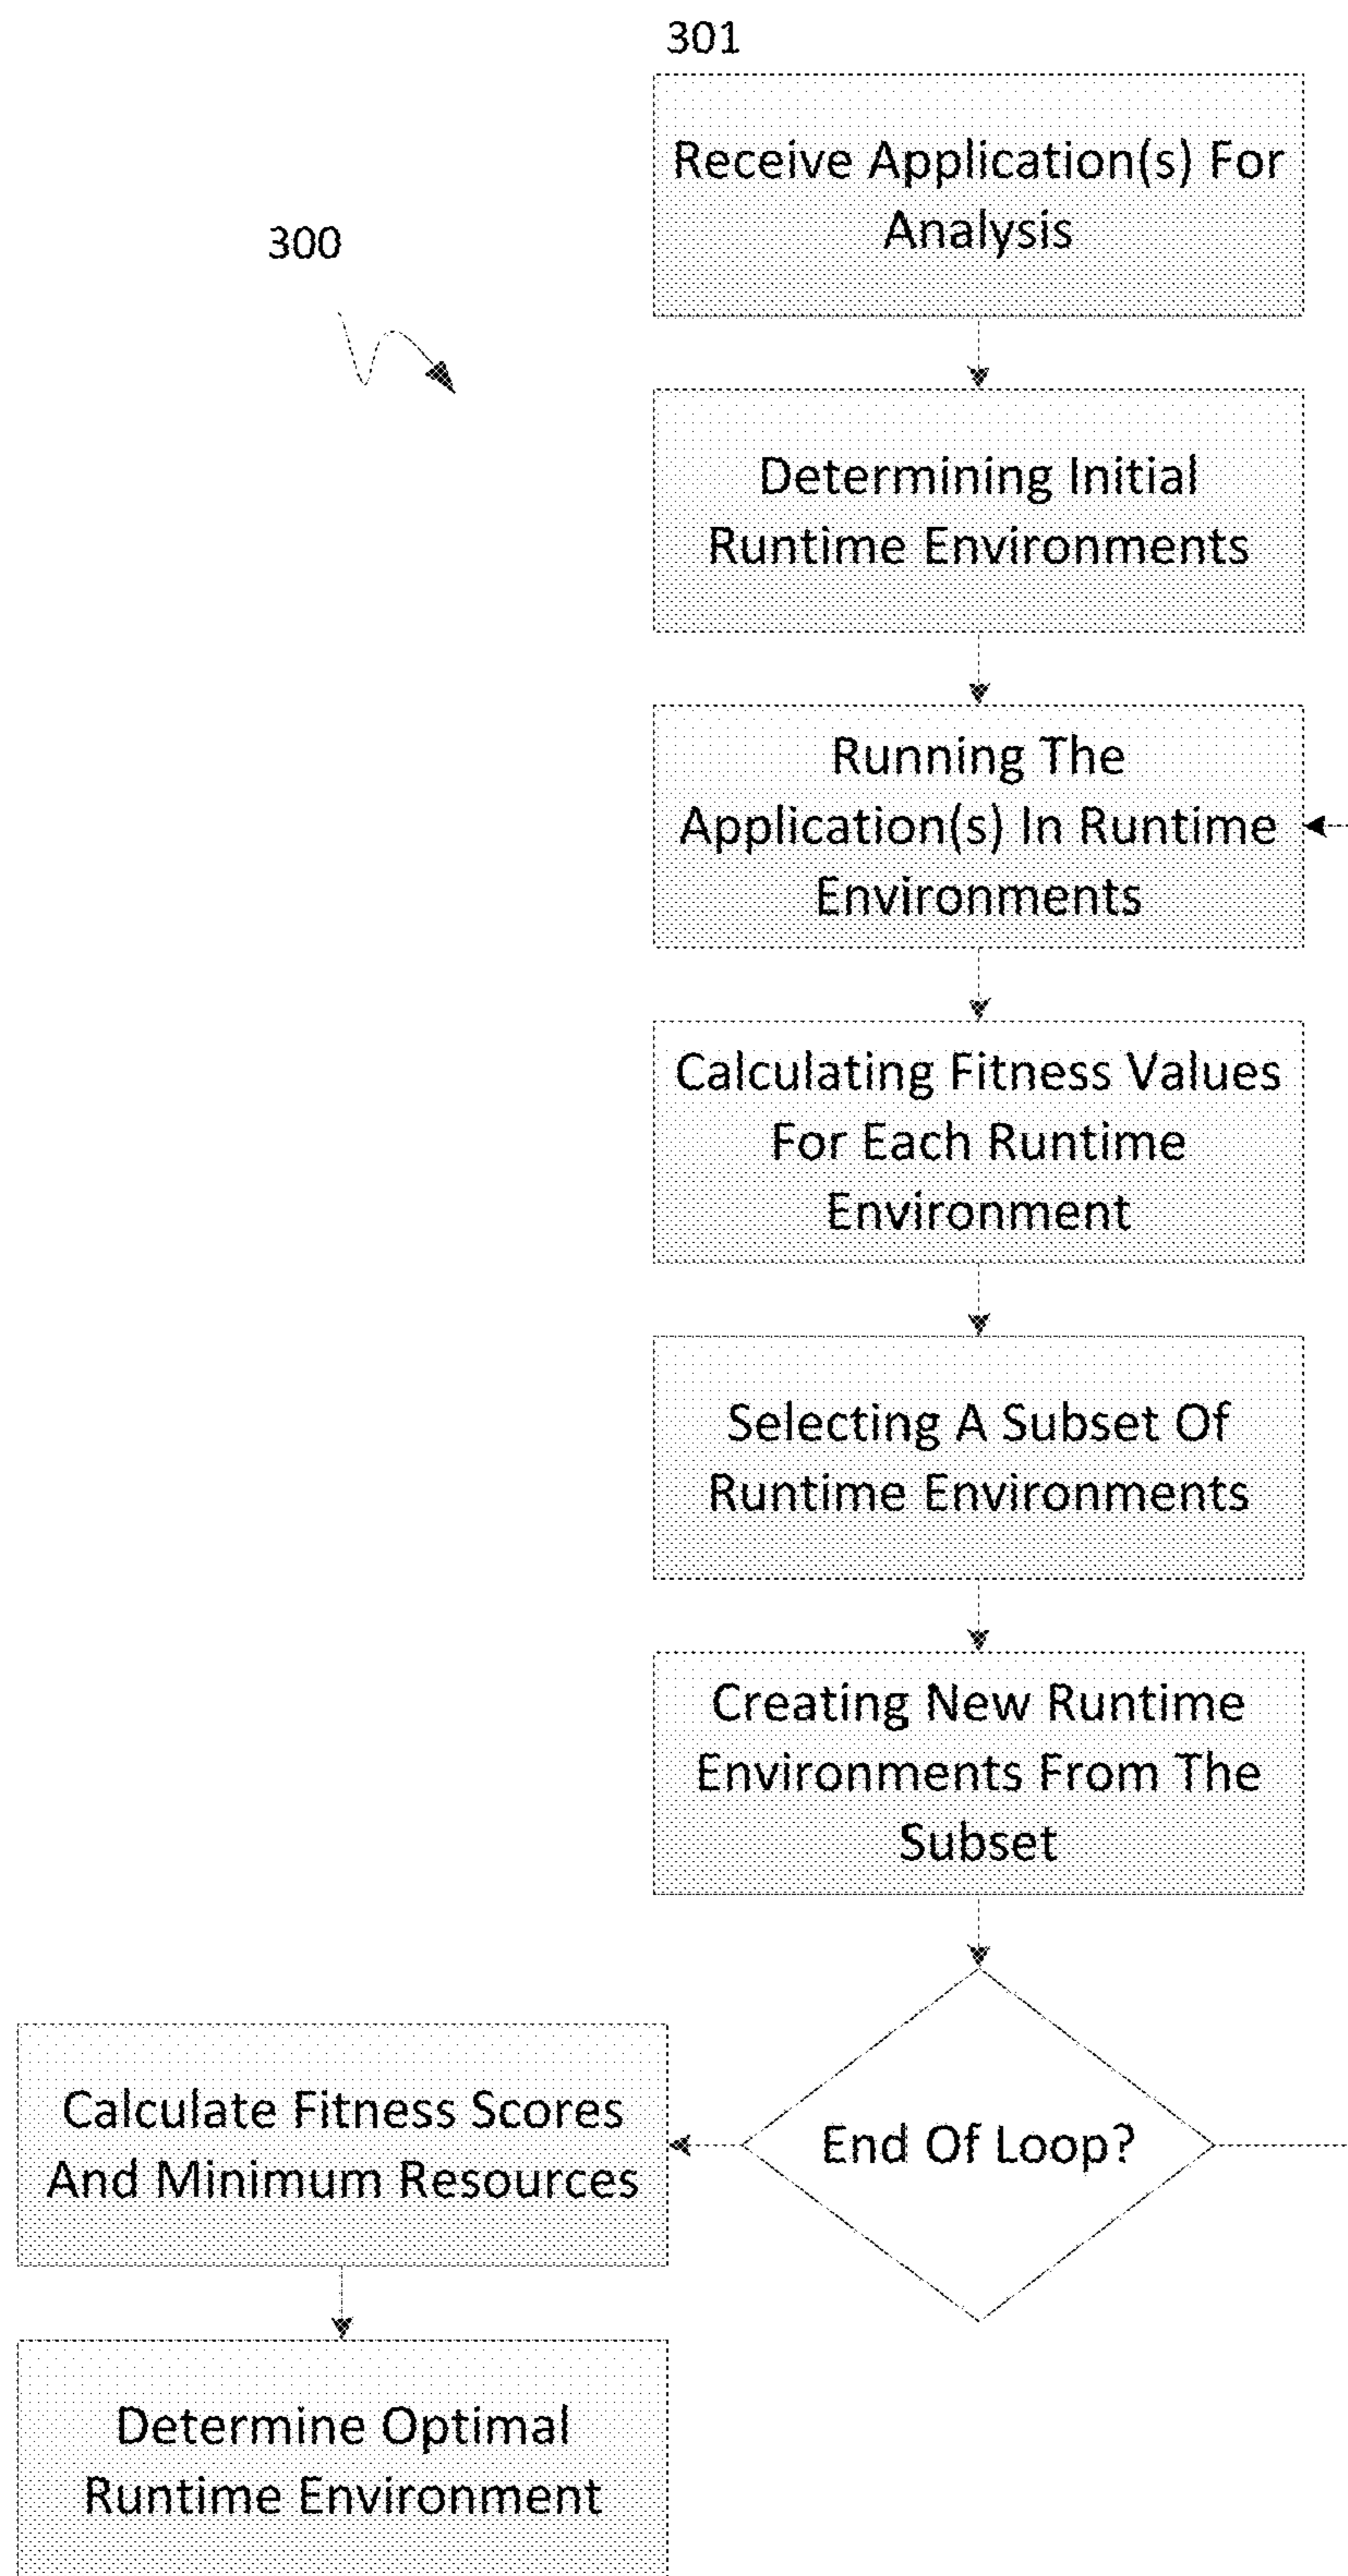 301
Receive Application(s) For
Analysis
300
Determining Initial
Runtime Environments
Running The
Application(s) In Runtime
Environments
Calculating Fitness Values
For Each Runtime
Environment
Selecting A Subset Of
Runtime Environments
Creating New Runtime
Environments From The
Subset
End Of Loop?
Calculate Fitness Scores
And Minimum Resources
Determine Optimal
Runtime Environment